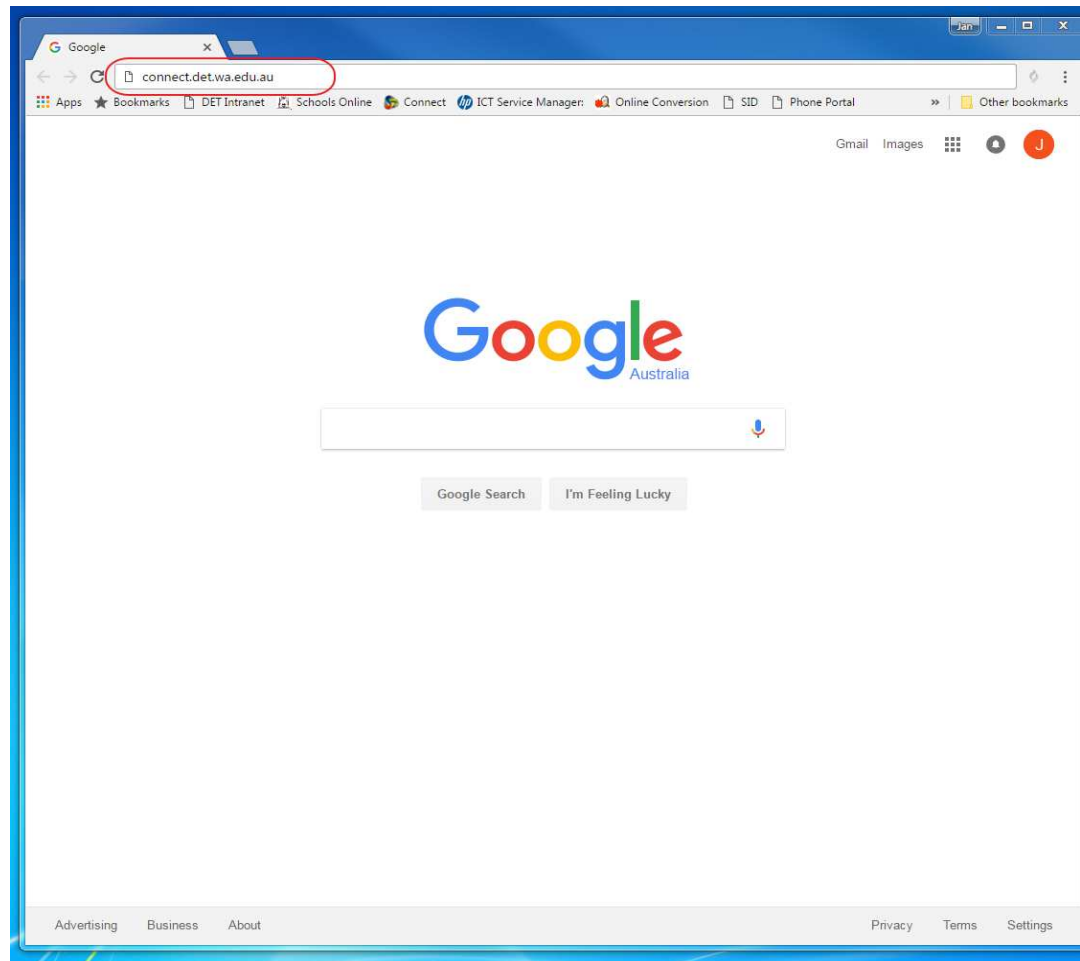 Jan
Google
connect.det.wa.edu.au
Apps Bookmarks DET Intranet Schools Online Connect ICT Service Manager: Online Conversion SID Phone Portal » Other bookmarks
Gmail Images J
Google
Australia
Google Search I'm Feeling Lucky
Advertising Business About Privacy Terms Settings